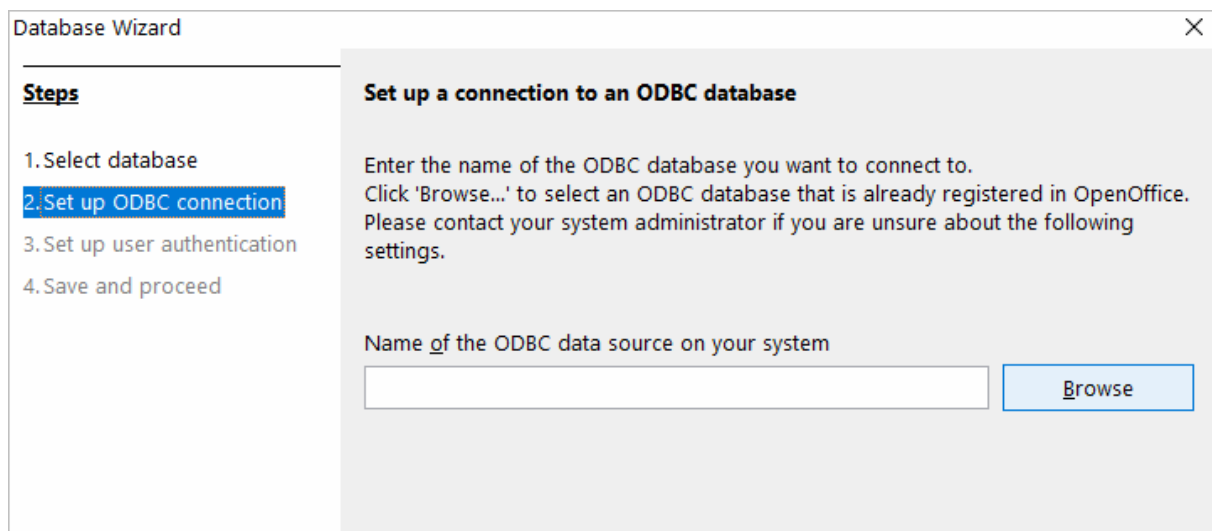 Database Wizard
Steps
1. Select database
2. Set up ODBC connection
3. Set up user authentication
4. Save and proceed
Set up a connection to an ODBC database
Enter the name of the ODBC database you want to connect to.
Click 'Browse...' to select an ODBC database that is already registered in OpenOffice.
Please contact your system administrator if you are unsure about the following
settings.
Name of the ODBC data source on your system
Browse